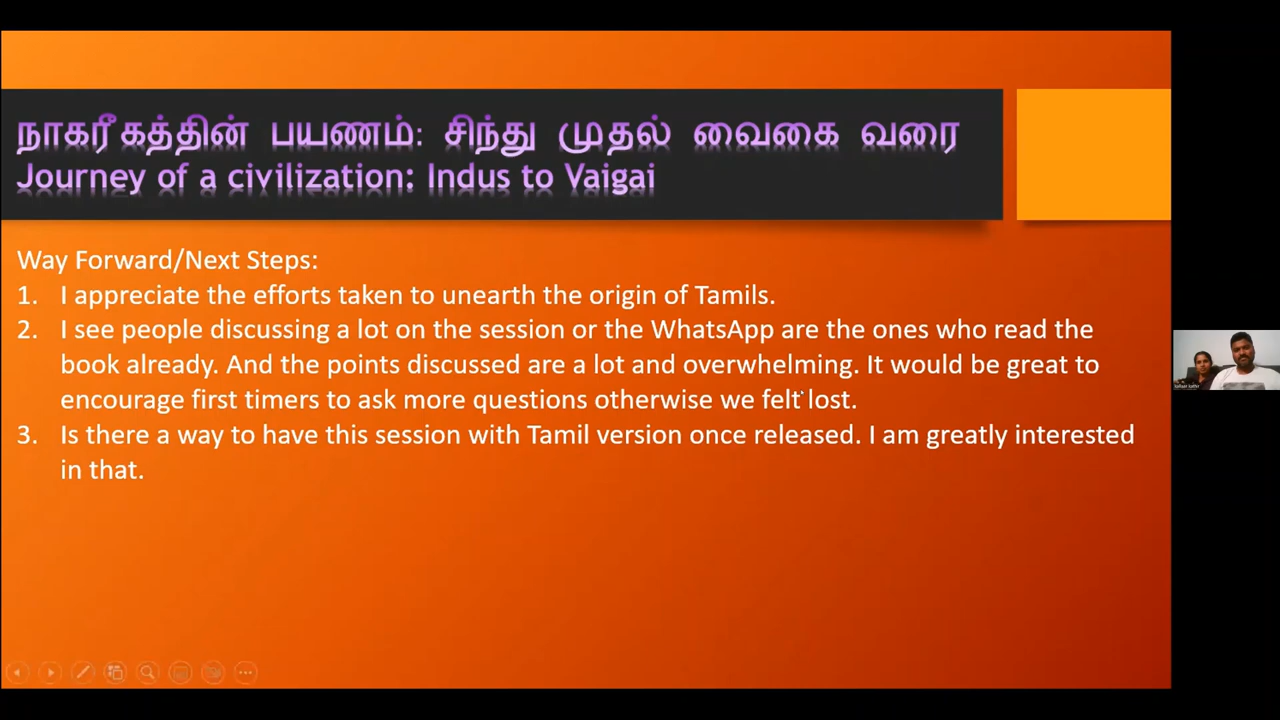 நாகரீகத்தின் பயணம்: சிந்து முதல் வைகை வரை
Journey of a civilization: Indus to Vaigai
Way Forward/Next Steps:
1. I appreciate the efforts taken to unearth the origin of Tamils.
2. I see people discussing a lot on the session or the WhatsApp are the ones who read the
book already. And the points discussed are a lot and overwhelming. It would be great to
encourage first timers to ask more questions otherwise we felt lost.
3. Is there a way to have this session with Tamil version once released. I am greatly interested
in that.